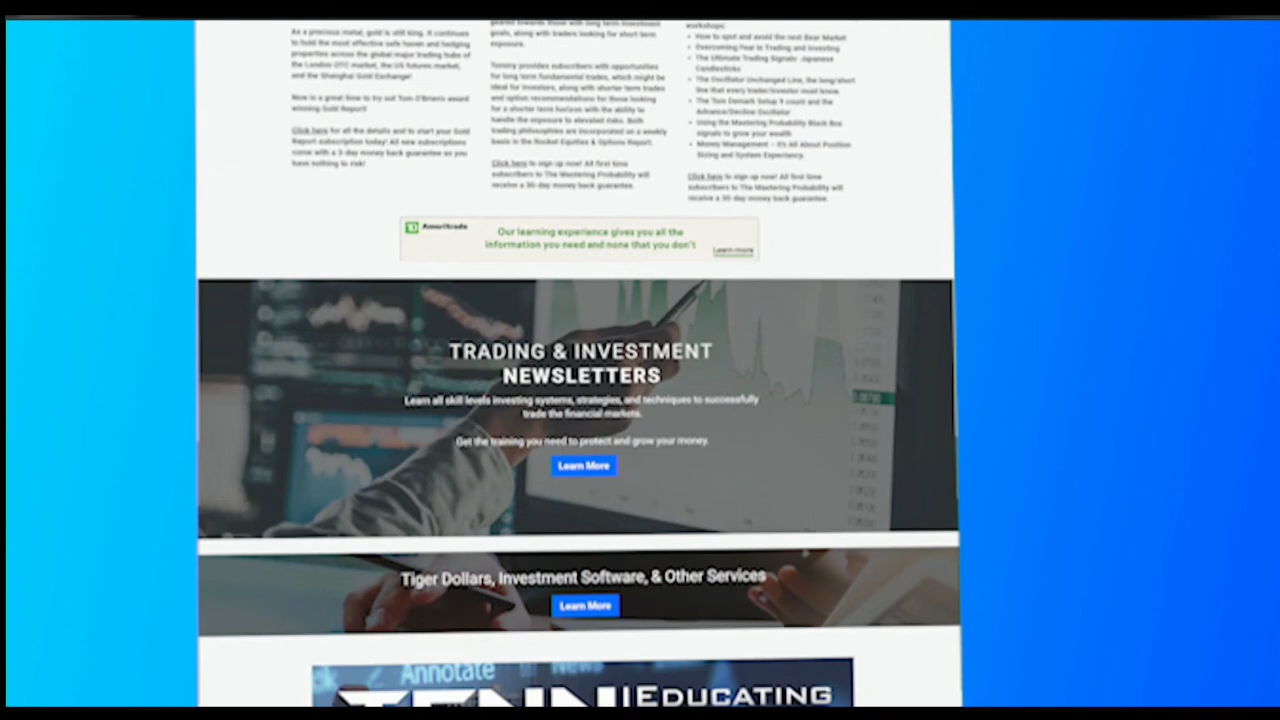 As a precious metal, gold is still king. It continues
to hold the most effective safe haven and hedging
properties across the global major trading hubs of
the London OTC market, the US futures market,
and the Shanghai Gold Exchange!
Now is a great time to try out Tom O'Brien's award
winning Gold Report!
Click here for all the details and to start your Gold
Report subscription today! All new subscriptions
come with a 3-day money back guarantee so you
have nothing to risk!
geared towards those with long term investment
goals, along with traders looking for short term
exposure.
Tommy provides subscribers with opportunities
for long term fundamental trades, which might be
ideal for investors, along with shorter term trades
and option recommendations for those looking
for a shorter term horizon with the ability to
handle the exposure to elevated risks. Both
trading philosophies are incorporated on a weekly
basis in the Rocket Equities & Options Report.
Click here to sign up now! All first time
subscribers to The Mastering Probability will
receive a 30-day money back guarantee.
workshops:
• How to spot and avoid the next Bear Market
• Overcoming Fear in Trading and Investing
• The Ultimate Trading Signals: Japanese
Candlesticks
• The Oscillator Unchanged Line, the long/short
line that every trader/investor must know.
• The Tom Demark Setup 9 count and the
Advance/Decline Oscillator
• Using the Mastering Probability Black Box
signals to grow your wealth
• Money Management – It's All About Position
Sizing and System Expectancy.
Click here to sign up now! All first time
subscribers to The Mastering Probability will
receive a 30-day money back guarantee.
TD Ameritrade
Our learning experience gives you all the
information you need and none that you don't
Learn more
TRADING & INVESTMENT
NEWSLETTERS
Learn all skill levels investing systems, strategies, and techniques to successfully
trade the financial markets.
Get the training you need to protect and grow your money.
Learn More
Tiger Dollars, Investment Software, & Other Services
Learn More
Annotate News
EDUCATING